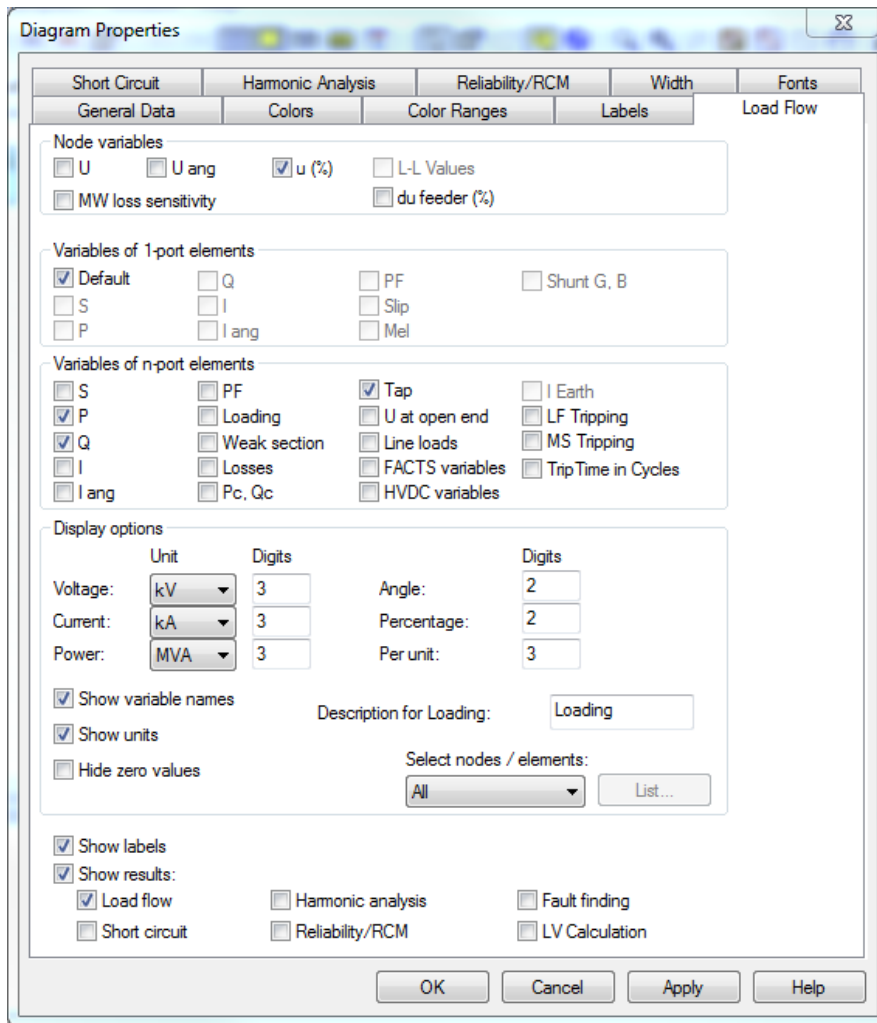 Diagram Properties
Short Circuit Harmonic Analysis Reliability/RCM Width Fonts
General Data Colors Color Ranges Labels Load Flow
Node variables
U U ang u (%) L-L Values
MW loss sensitivity du feeder (%)
Variables of 1-port elements
Default Q PF Shunt G, B
S I Slip
P I ang Mel
Variables of n-port elements
S PF Tap I Earth
P Loading U at open end LF Tripping
Q Weak section Line loads MS Tripping
I Losses FACTS variables TripTime in Cycles
I ang Pc, Qc HVDC variables
Display options
Unit Digits Digits
Voltage: kV 3 Angle: 2
Current: kA 3 Percentage: 2
Power: MVA 3 Per unit: 3
Show variable names
Description for Loading: Loading
Show units
Select nodes / elements:
Hide zero values
All List...
Show labels
Show results:
Load flow Harmonic analysis Fault finding
Short circuit Reliability/RCM LV Calculation
OK Cancel Apply Help